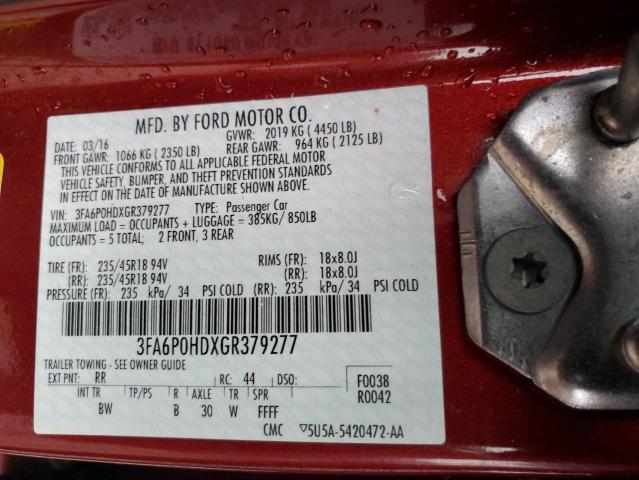 MFD. BY FORD MOTOR CO.
DATE: 03/16 GVWR: 2019 KG ( 4450 LB)
FRONT GAWR: 1066 KG ( 2350 LB) REAR GAWR: 964 KG ( 2125 LB)
THIS VEHICLE CONFORMS TO ALL APPLICABLE FEDERAL MOTOR
VEHICLE SAFETY, BUMPER, AND THEFT PREVENTION STANDARDS
IN EFFECT ON THE DATE OF MANUFACTURE SHOWN ABOVE.
VIN: 3FA6P0HDXGR379277 TYPE: Passenger Car
MAXIMUM LOAD = OCCUPANTS + LUGGAGE = 385KG/ 850LB
OCCUPANTS = 5 TOTAL; 2 FRONT, 3 REAR
TIRE (FR): 235/45R18 94V RIMS (FR): 18x8.0J
(RR): 235/45R18 94V (RR): 18x8.0J
PRESSURE (FR): 235 kPa/ 34 PSI COLD (RR): 235 kPa/ 34 PSI COLD
3FA6P0HDXGR379277
TRAILER TOWING - SEE OWNER GUIDE
EXT PNT: RR RC: 44 DSO: F0038
INT TR TP/PS R AXLE TR SPR R0042
BW B 30 W FFFF
CMC ▽5U5A-5420472-AA